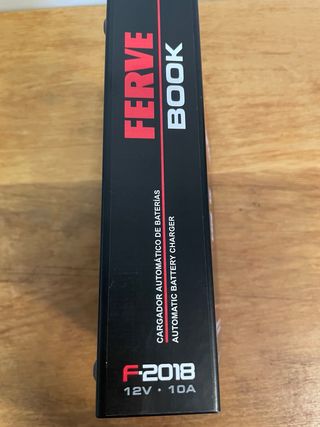 FERVE
BOOK
CARGADOR AUTOMÁTICO DE BATERÍAS
AUTOMATIC BATTERY CHARGER
F-2018
12V · 10A